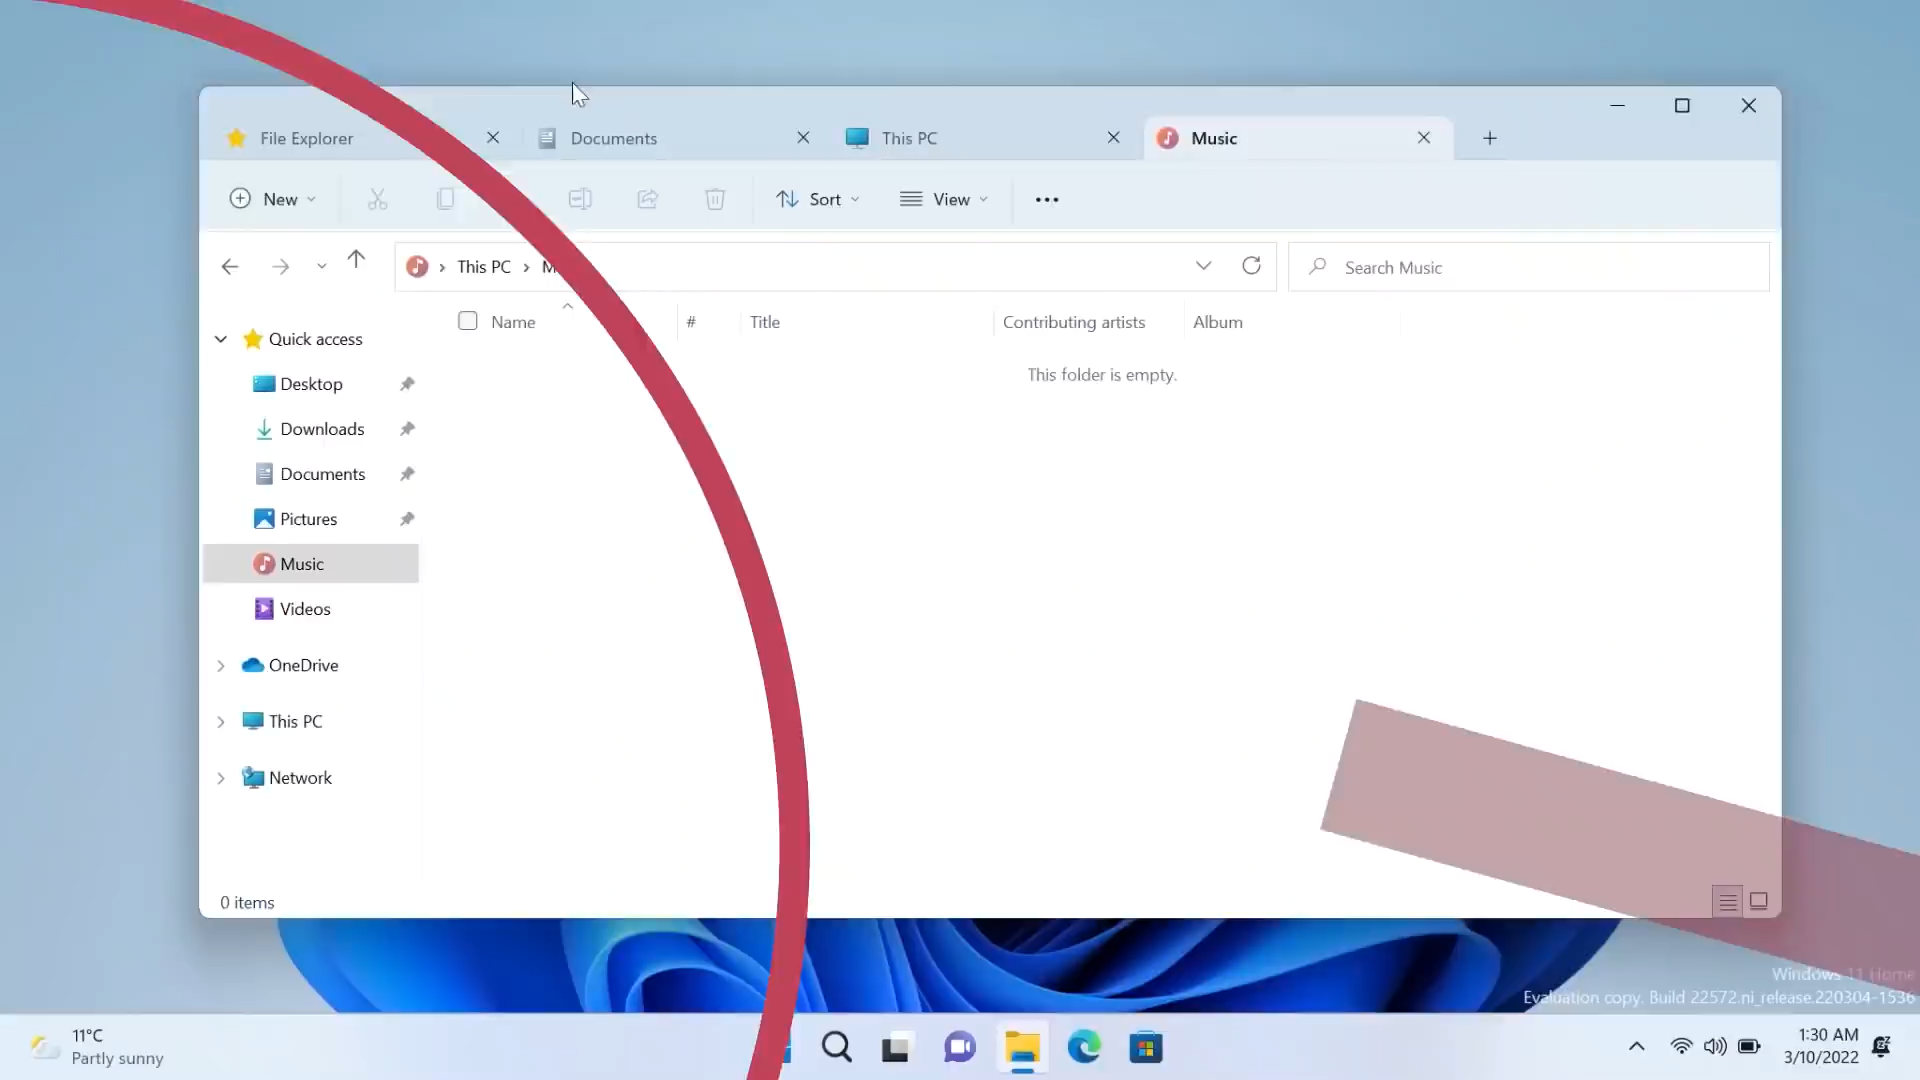 File Explorer
Documents
This PC
Music
New
Sort
View
This PC
Search Music
Name
#
Title
Contributing artists
Album
This folder is empty.
Quick access
Desktop
Downloads
Documents
Pictures
Music
Videos
OneDrive
This PC
Network
0 items
Windows 11 Home
Evaluation copy. Build 22572.ni_release.220304-1536
11°C
Partly sunny
1:30 AM
3/10/2022